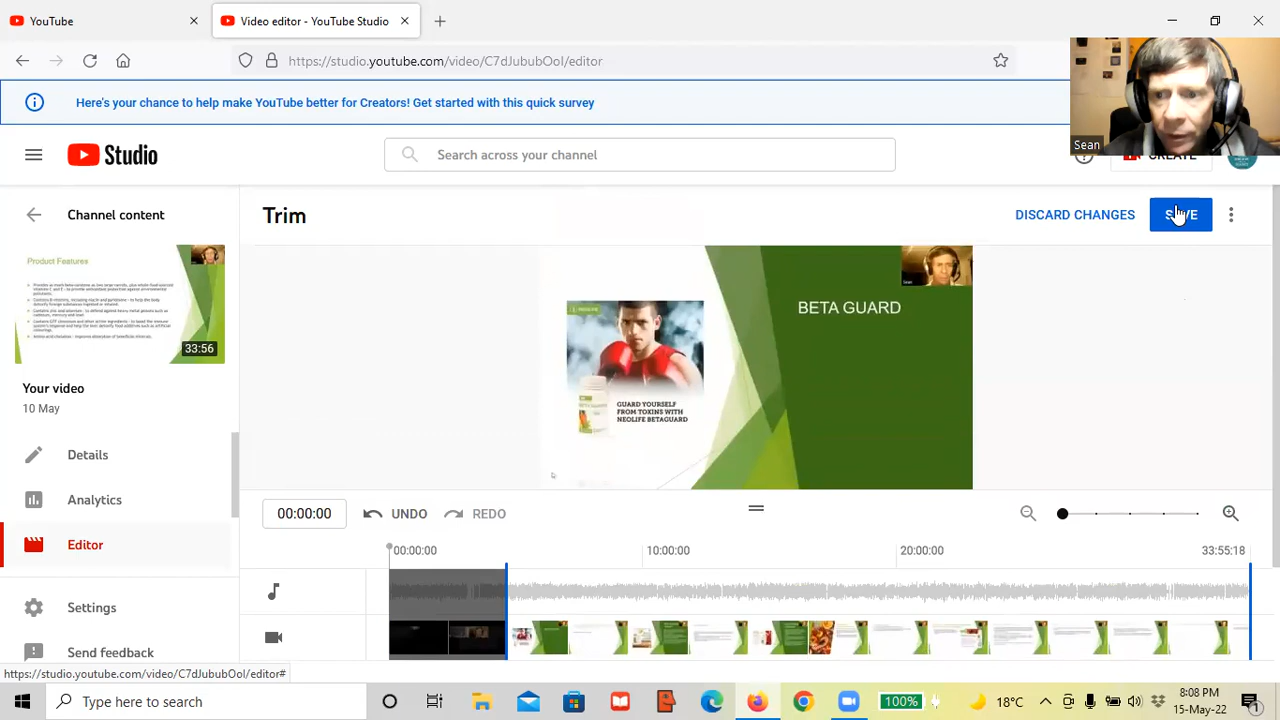 YouTube
Video editor - YouTube Studio
https://studio.youtube.com/video/C7dJububOoI/editor
Here's your chance to help make YouTube better for Creators! Get started with this quick survey
Sean
Studio
Search across your channel
CREATE
Channel content
Trim
DISCARD CHANGES
SAVE
Product Features
33:56
BETA GUARD
GUARD YOURSELF
FROM TOXINS WITH
NEOLIFE BETAGUARD
Your video
10 May
Details
Analytics
Editor
Settings
Send feedback
00:00:00
UNDO
REDO
00:00:00
10:00:00
20:00:00
33:55:18
https://studio.youtube.com/video/C7dJububOoI/editor#
Type here to search
100%
18°C
8:08 PM
15-May-22
1